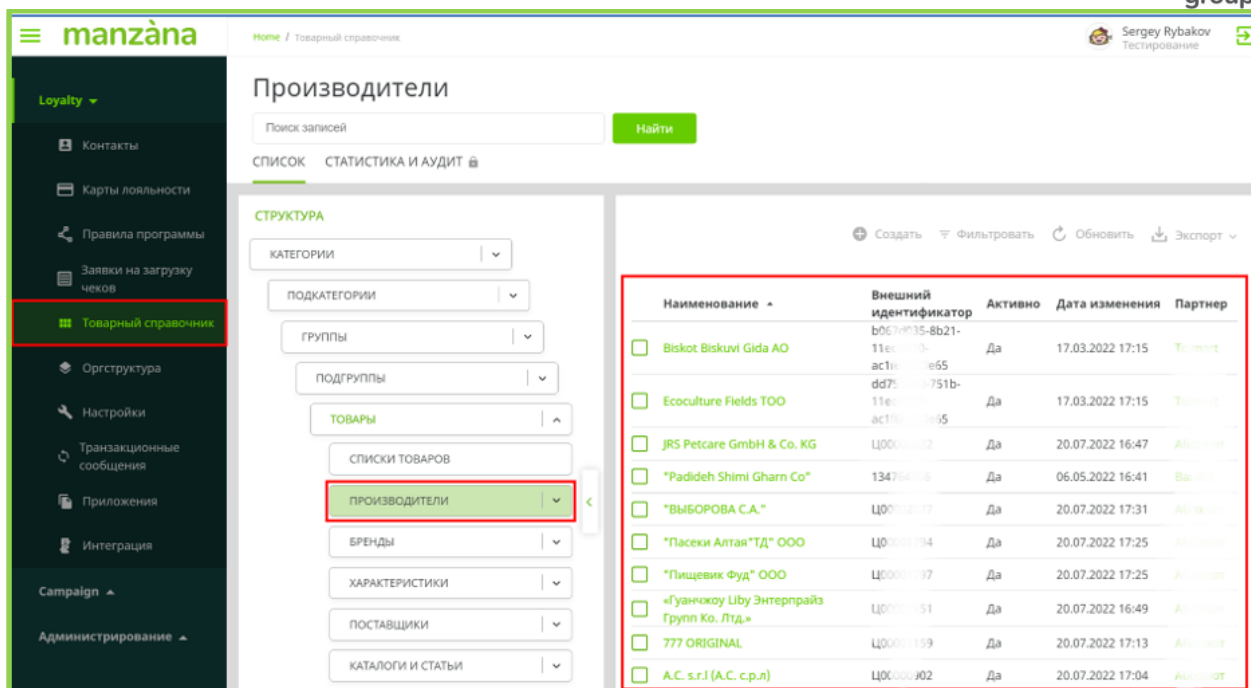 group
manzàna
Home / Товарный справочник
Sergey Rybakov
Тестирование
Loyalty
Контакты
Карты лояльности
Правила программы
Заявки на загрузку
чеков
Товарный справочник
Оргструктура
Настройки
Транзакционные
сообщения
Приложения
Интеграция
Campaign
Администрирование
Производители
Поиск записей
Найти
СПИСОК СТАТИСТИКА И АУДИТ
СТРУКТУРА
КАТЕГОРИИ
ПОДКАТЕГОРИИ
ГРУППЫ
ПОДГРУППЫ
ТОВАРЫ
СПИСКИ ТОВАРОВ
ПРОИЗВОДИТЕЛИ
БРЕНДЫ
ХАРАКТЕРИСТИКИ
ПОСТАВЩИКИ
КАТАЛОГИ И СТАТЬИ
Создать Фильтровать Обновить Экспорт
Наименование Внешний идентификатор Активно Дата изменения Партнер
Biskot Biskuvi Gida AO Да 17.03.2022 17:15
Ecoculture Fields ТОО Да 17.03.2022 17:15
JRS Petcare GmbH & Co. KG Да 20.07.2022 16:47
"Padideh Shimi Gharn Co" Да 06.05.2022 16:41
"ВЫБОРОВА С.А." Да 20.07.2022 17:31
"Пасеки Алтая"ТД" ООО Да 20.07.2022 17:25
"Пищевик Фуд" ООО Да 20.07.2022 17:25
«Гуанчжоу Liby Энтерпрайз
Групп Ко. Лтд.» Да 20.07.2022 16:49
777 ORIGINAL Да 20.07.2022 17:13
A.C. s.r.l (А.С. с.р.л) Да 20.07.2022 17:04